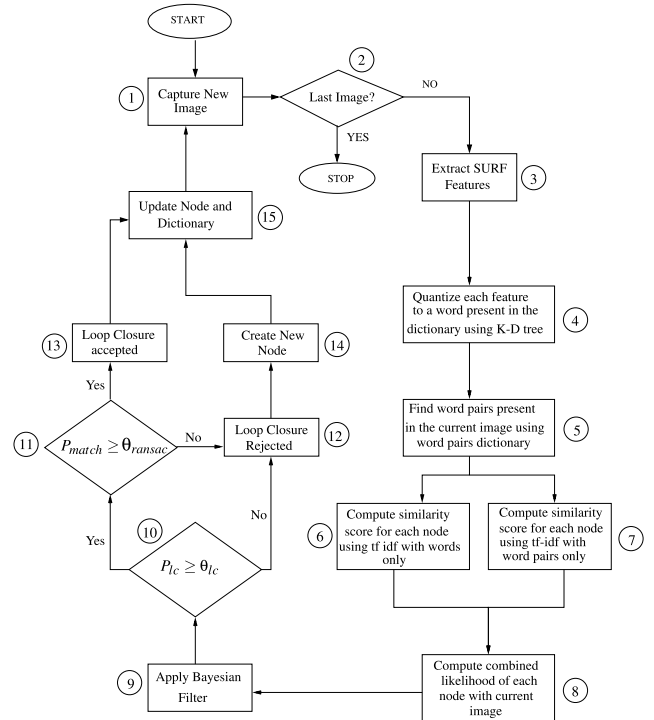 START
1
Capture New
Image
2
Last Image?
NO
YES
STOP
3
Extract SURF
Features
Update Node and
Dictionary
15
Quantize each feature
to a word present in the
dictionary using K-D tree
4
13
Loop Closure
accepted
Create New
Node
14
Yes
Find word pairs present
in the current image using
word pairs dictionary
5
11
P_match ≥ θ_ransac
No
Loop Closure
Rejected
12
6
Compute similarity
score for each node
using tf idf with words
only
Compute similarity
score for each node
using tf-idf with
word pairs only
7
Yes
10
No
P_lc ≥ θ_lc
9
Apply Bayesian
Filter
Compute combined
likelihood of each
node with current
image
8